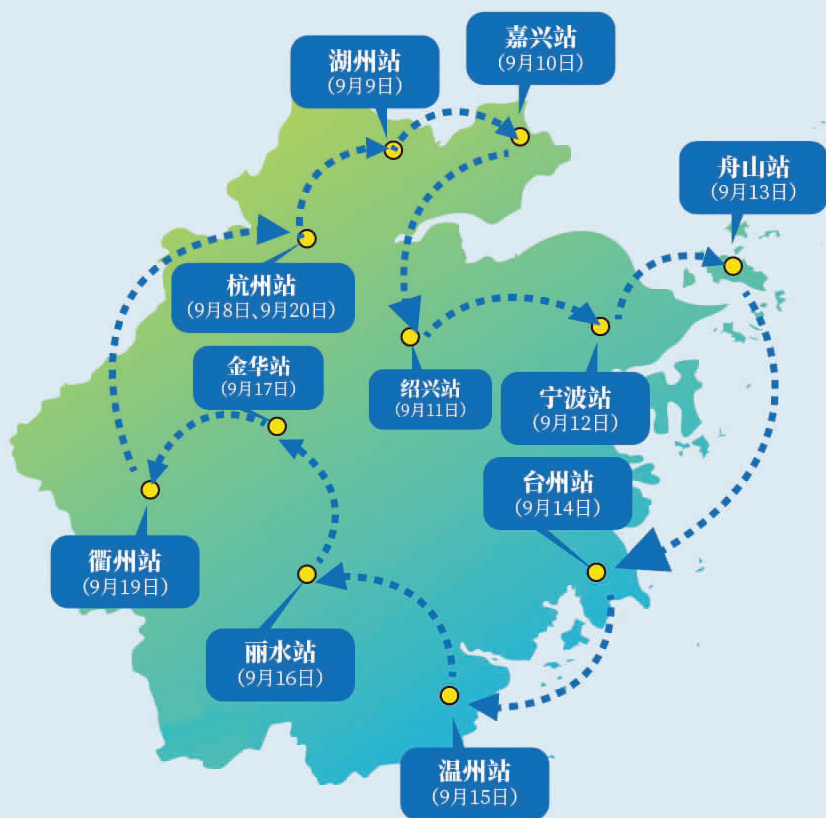 嘉兴站
(9月10日)
湖州站
(9月9日)
舟山站
(9月13日)
杭州站
(9月8日、9月20日)
金华站
(9月17日)
绍兴站
(9月11日)
宁波站
(9月12日)
台州站
(9月14日)
衢州站
(9月19日)
丽水站
(9月16日)
温州站
(9月15日)